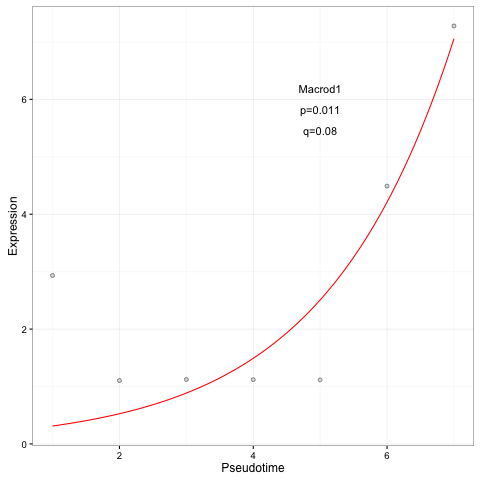 Macrod1
p=0.011
q=0.08
Expression
6
4
2
0
2
4
6
Pseudotime